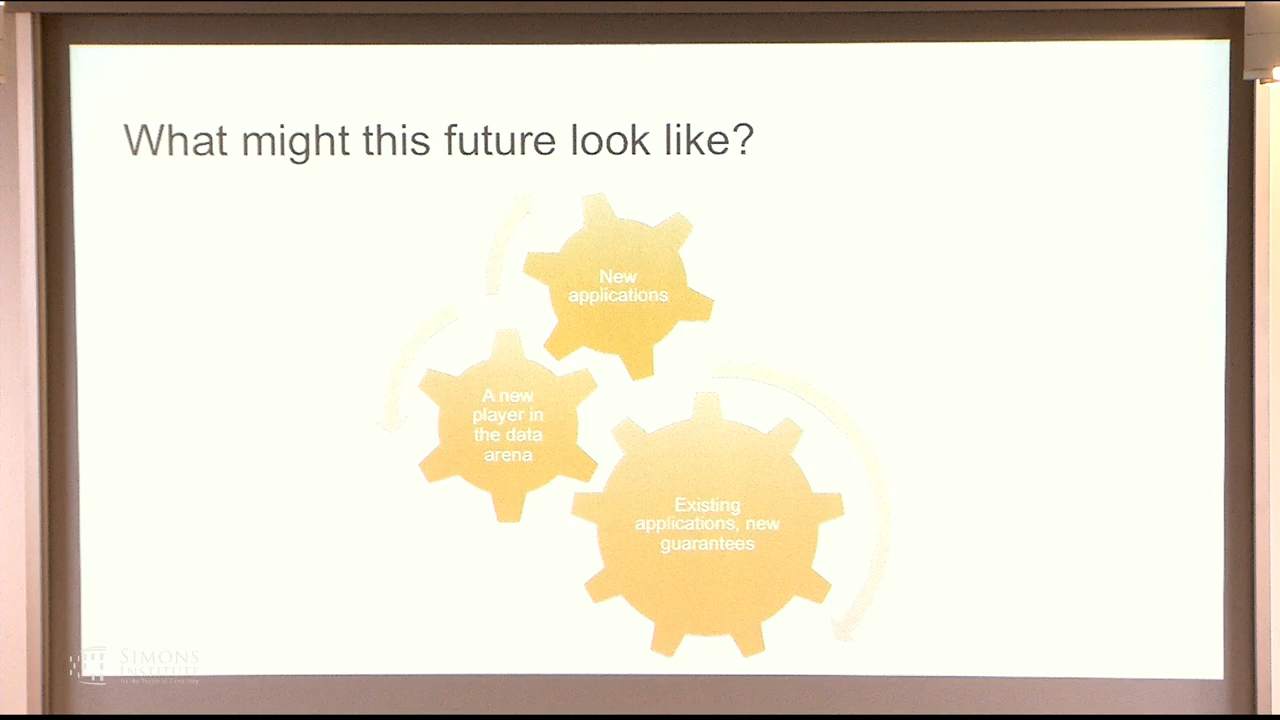 What might this future look like?
New
applications
A new
player in
the data
arena
Existing
applications, new
guarantees
SIMONS
INSTITUTE